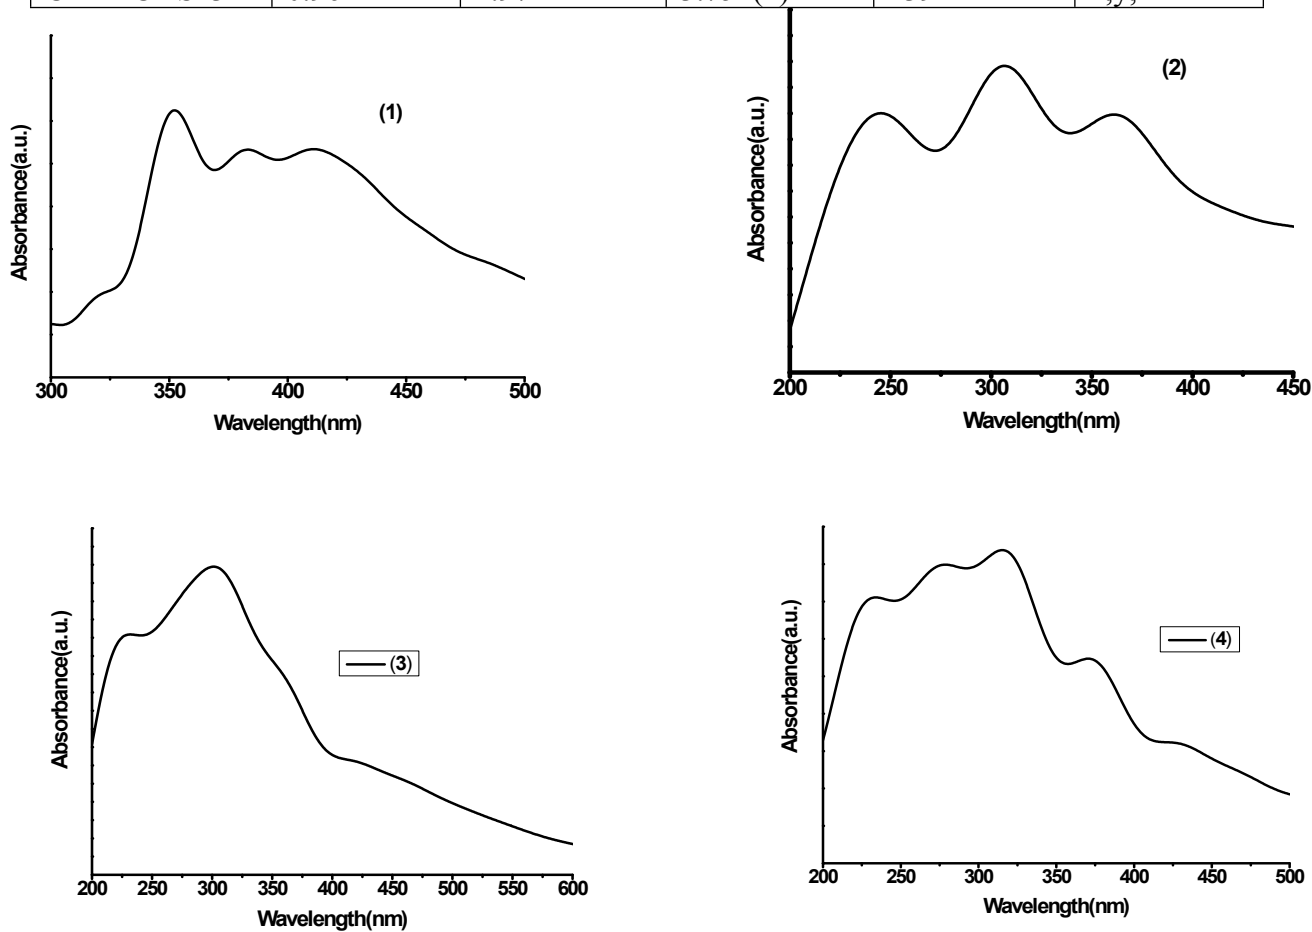 (1)
Absorbance(a.u.)
300 350 400 450 500
Wavelength(nm)
(2)
Absorbance(a.u.)
200 250 300 350 400 450
Wavelength(nm)
(3)
Absorbance(a.u.)
200 250 300 350 400 450 500 550 600
Wavelength(nm)
(4)
Absorbance(a.u.)
200 250 300 350 400 450 500
Wavelength(nm)